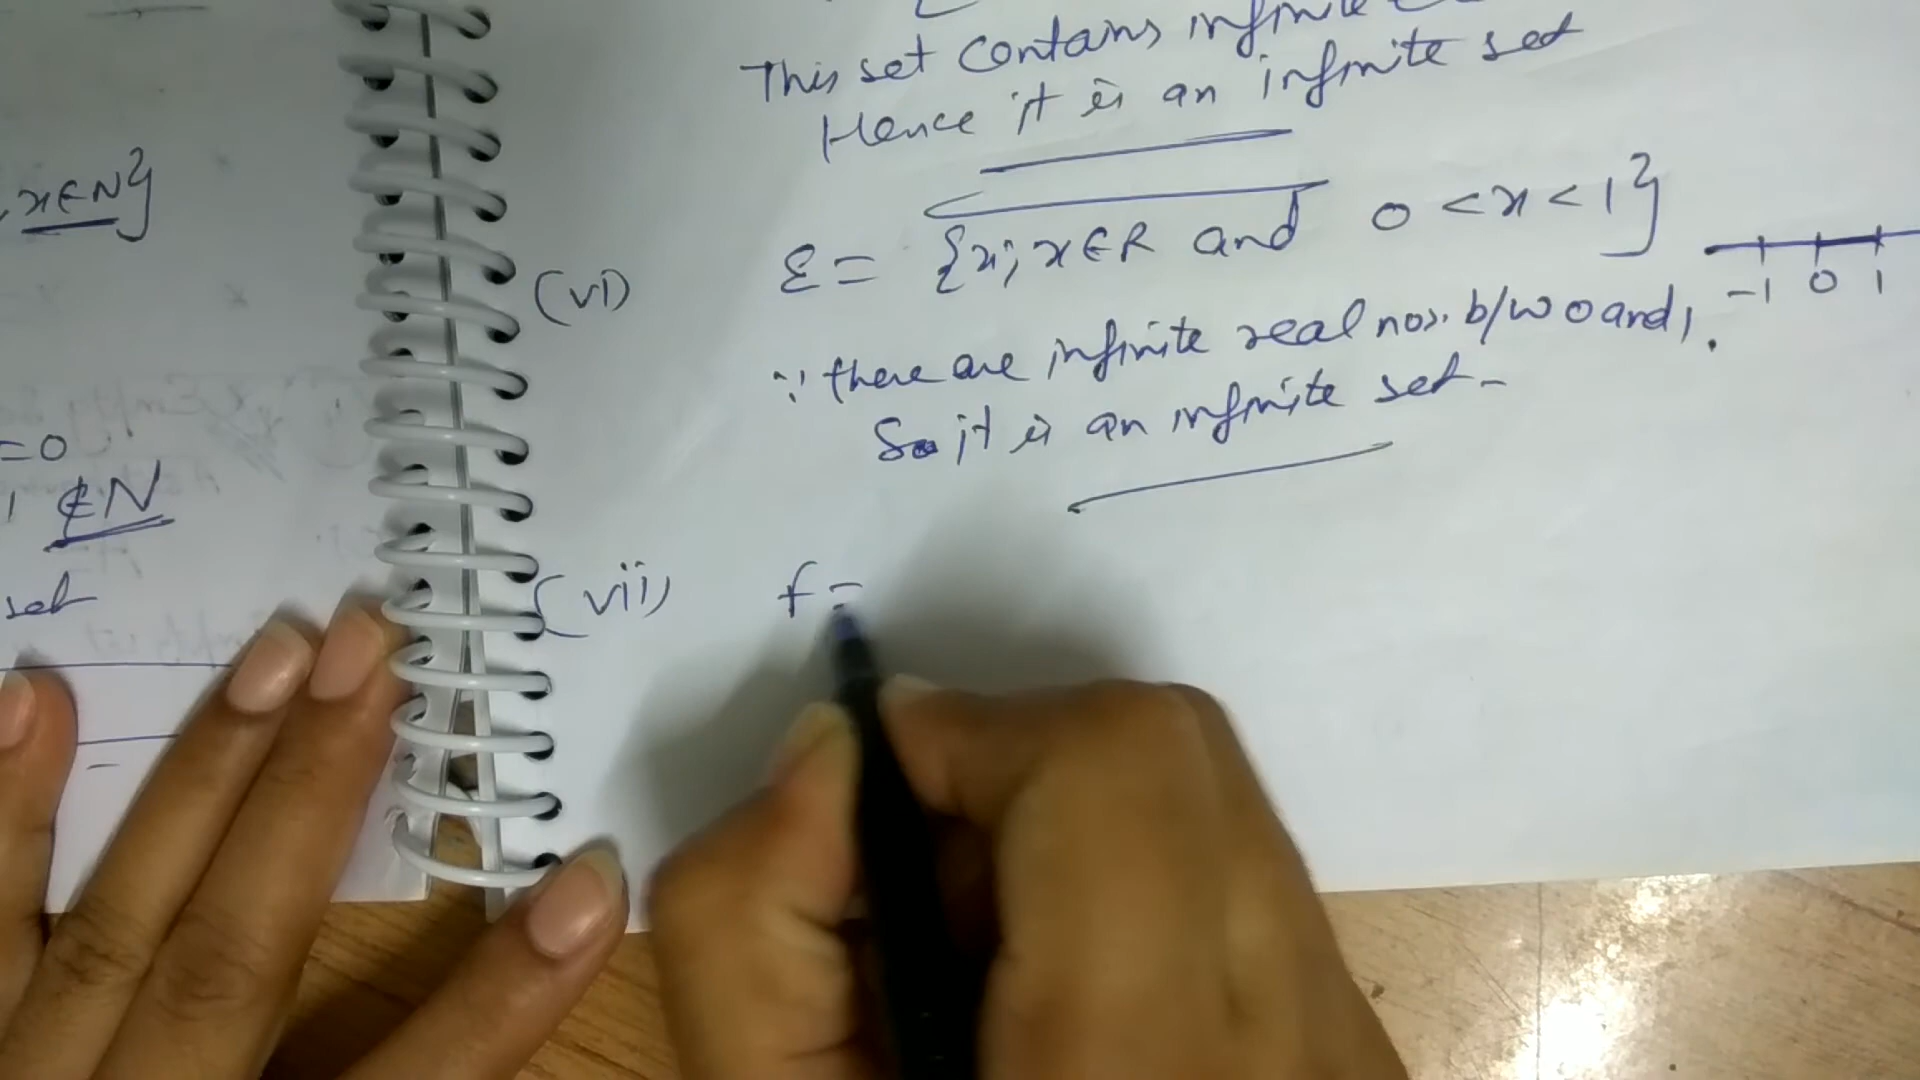 , x∈N}
=0
∉N
set
This set contains infinite
Hence it is an infinite set
(vi) ε = {x; x∈R and 0 < x < 1}
-1 0 1
∵ there are infinite real nos. b/w 0 and 1.
So it is an infinite set-
(vii) f =